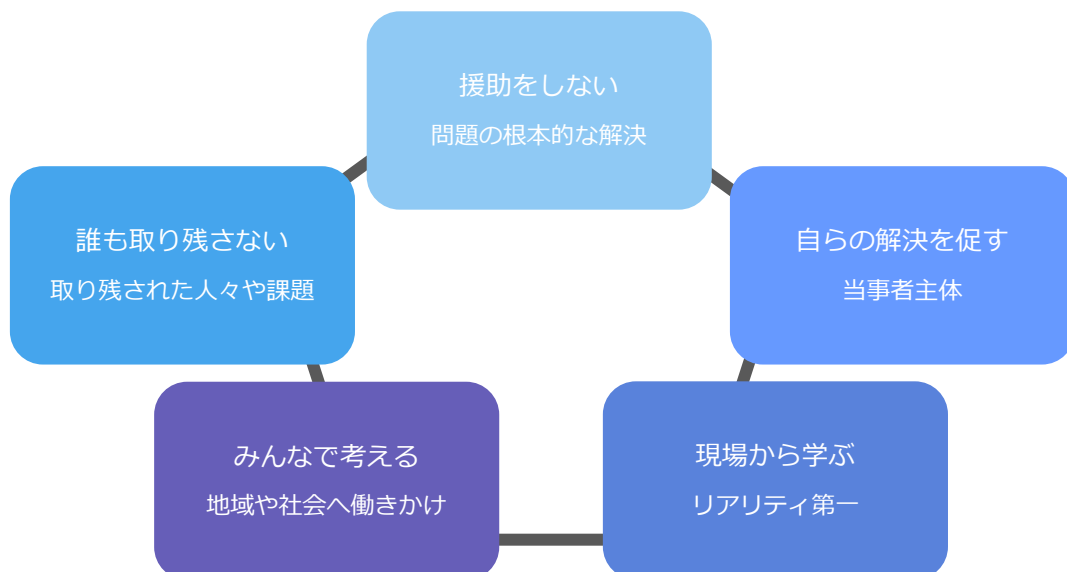 援助をしない
問題の根本的な解決
誰も取り残さない
取り残された人々や課題
自らの解決を促す
当事者主体
みんなで考える
地域や社会へ働きかけ
現場から学ぶ
リアリティ第一